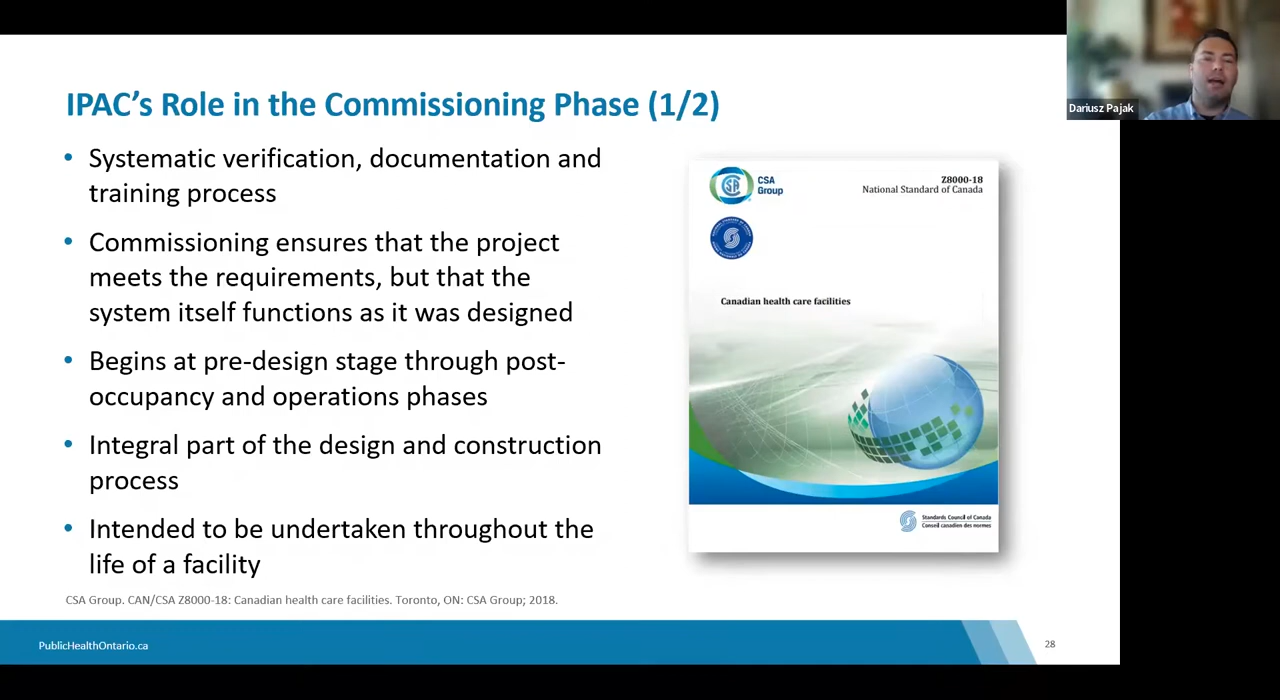 IPAC’s Role in the Commissioning Phase (1/2)
• Systematic verification, documentation and
training process
• Commissioning ensures that the project
meets the requirements, but that the
system itself functions as it was designed
• Begins at pre-design stage through post-
occupancy and operations phases
• Integral part of the design and construction
process
• Intended to be undertaken throughout the
life of a facility
CSA Group. CAN/CSA Z8000-18: Canadian health care facilities. Toronto, ON: CSA Group; 2018.
CSA
Group
Z8000-18
National Standard of Canada
Canadian health care facilities
Standards Council of Canada
Conseil canadien des normes
PublicHealthOntario.ca
28
Dariusz Pajak